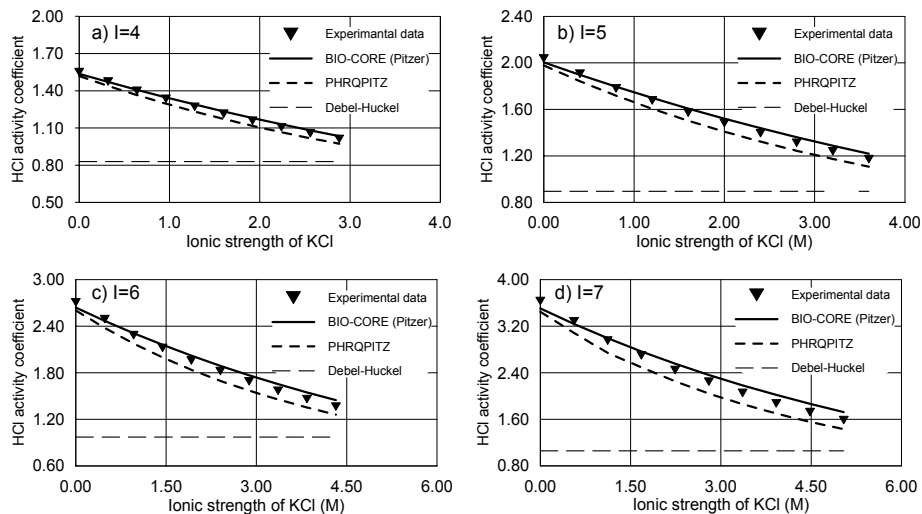 a) I=4
HCl activity coefficient
2.00
1.70
1.40
1.10
0.80
0.50
0.0
1.0
2.0
3.0
4.0
Ionic strength of KCl
Experimantal data
BIO-CORE (Pitzer)
PHRQPITZ
Debel-Huckel
b) I=5
HCl activity coefficient
2.40
2.00
1.60
1.20
0.80
0.00
1.00
2.00
3.00
4.00
Ionic strength of KCl (M)
Experimental data
BIO-CORE (Pitzer)
PHRQPITZ
Debel-Huckel
c) I=6
HCl activity coefficient
3.00
2.40
1.80
1.20
0.60
0.00
1.50
3.00
4.50
6.00
Ionic strength of KCl (M)
Experimental data
BIO-CORE (Pitzer)
PHRQPITZ
Debel-Huckel
d) I=7
HCl activity coefficient
4.00
3.20
2.40
1.60
0.80
0.00
1.50
3.00
4.50
6.00
Ionic strength of KCl (M)
Experimental data
BIO-CORE (Pitzer)
PHRQPITZ
Debel-Huckel